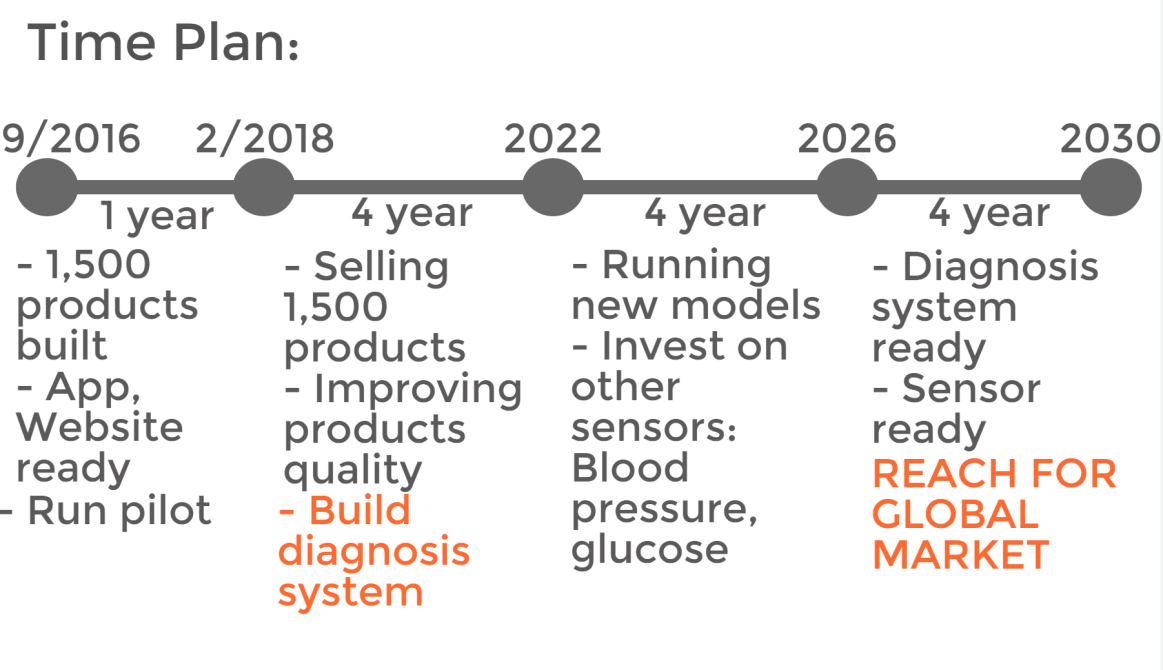 Time Plan:
9/2016 2/2018 2022 2026 2030
1 year 4 year 4 year 4 year
- 1,500
products
built
- App,
Website
ready
- Run pilot
- Selling
1,500
products
- Improving
products
quality
- Build
diagnosis
system
- Running
new models
- Invest on
other
sensors:
Blood
pressure,
glucose
- Diagnosis
system
ready
- Sensor
ready
REACH FOR
GLOBAL
MARKET